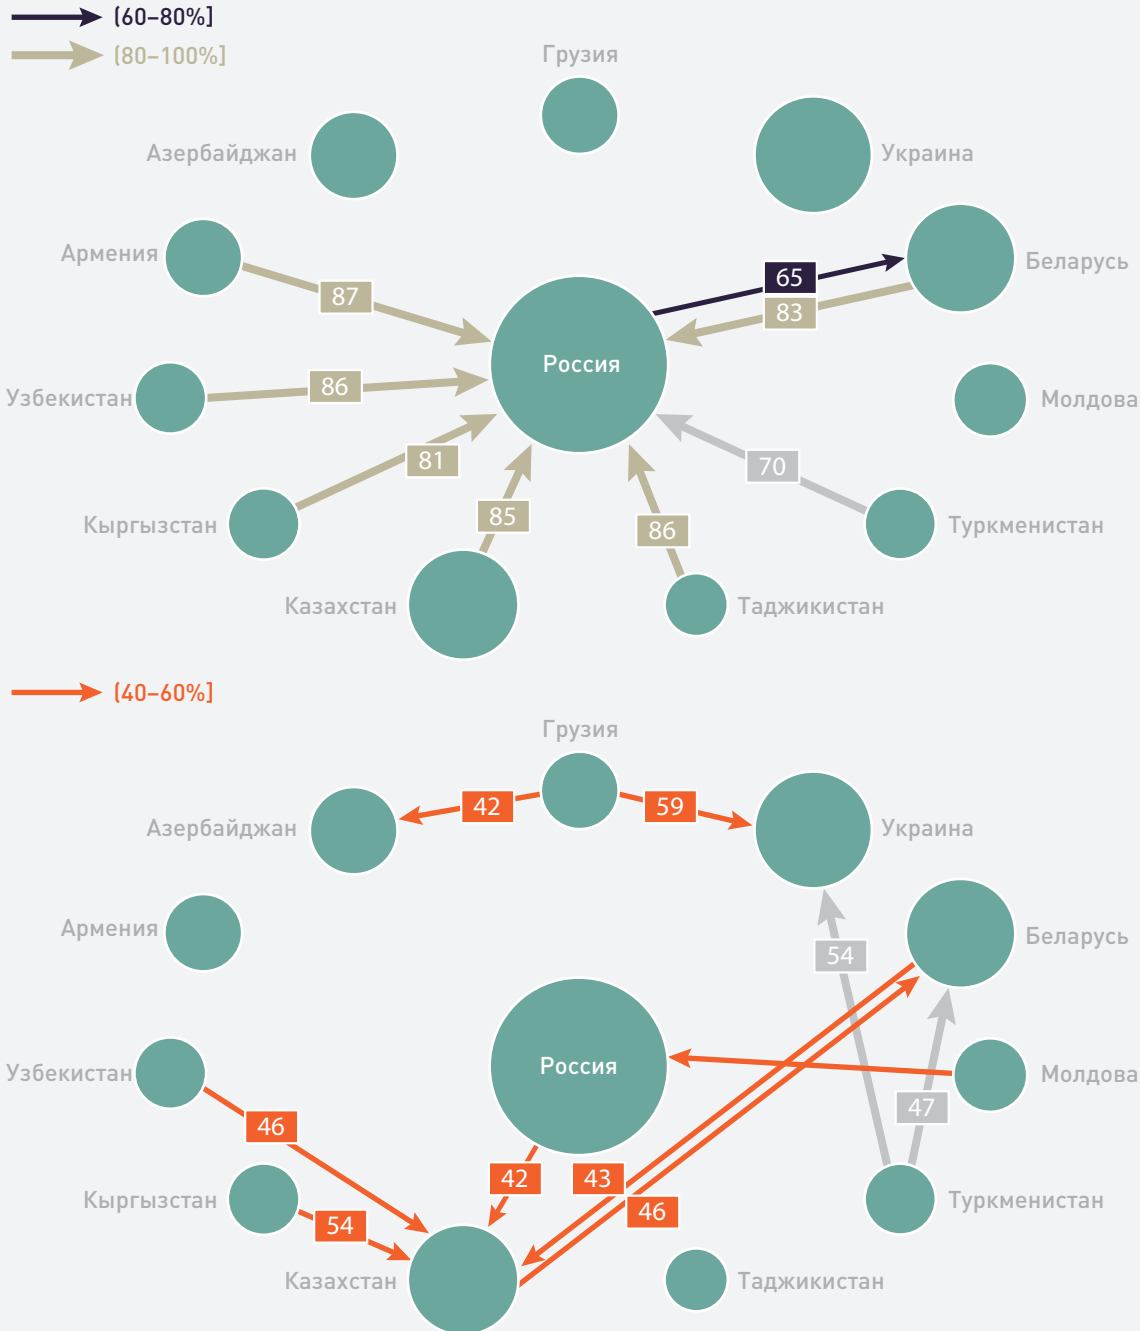 (60–80%]
(80–100%]
Грузия
Азербайджан
Украина
Армения
Беларусь
65
87
83
Россия
86
Узбекистан
Молдова
81
70
85
86
Кыргызстан
Туркменистан
Казахстан
Таджикистан
(40–60%]
Грузия
42
59
Азербайджан
Украина
Армения
Беларусь
54
Россия
Узбекистан
Молдова
47
46
42
43
46
Кыргызстан
Туркменистан
54
Казахстан
Таджикистан